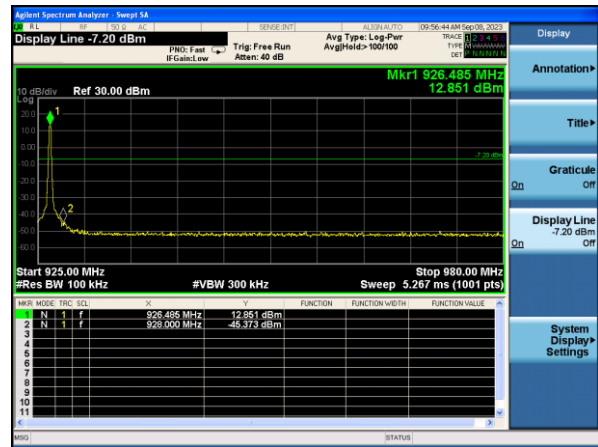 Agilent Spectrum Analyzer - Swept SA
RL RF 50 Ω AC SENSE:INT ALIGN AUTO 09:56:44 AM Sep 08, 2023
Display Line -7.20 dBm
PNO: Fast
IFGain:Low
Trig: Free Run
Atten: 40 dB
Avg Type: Log-Pwr
Avg|Hold:>100/100
TRACE 1 2 3 4 5 6
TYPE M
DET P N N N N N
Mkr1 926.485 MHz
12.851 dBm
10 dB/div Ref 30.00 dBm
Log
20.0
10.0
0.00
-10.0
-20.0
-30.0
-40.0
-50.0
-60.0
1
2
-7.20 dBm
Start 925.00 MHz Stop 980.00 MHz
#Res BW 100 kHz #VBW 300 kHz Sweep 5.267 ms (1001 pts)
MKR MODE TRC SCL X Y FUNCTION FUNCTION WIDTH FUNCTION VALUE
1 N 1 f 926.485 MHz 12.851 dBm
2 N 1 f 928.000 MHz -45.373 dBm
3
4
5
6
7
8
9
10
11
MSG STATUS
Display
Annotation
Title
Graticule
On Off
Display Line
-7.20 dBm
On Off
System
Display
Settings